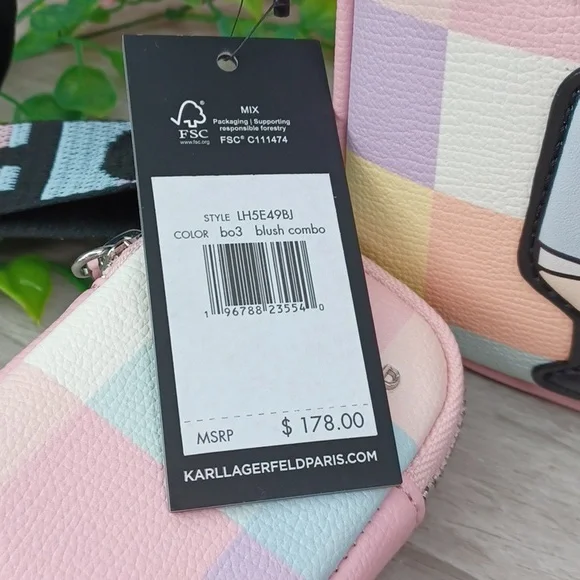 MIX
Packaging | Supporting
responsible forestry
FSC® C111474
FSC
www.fsc.org
STYLE LH5E49BJ
COLOR bo3 blush combo
1 96788 23554 0
MSRP $ 178.00
KARLLAGERFELDPARIS.COM